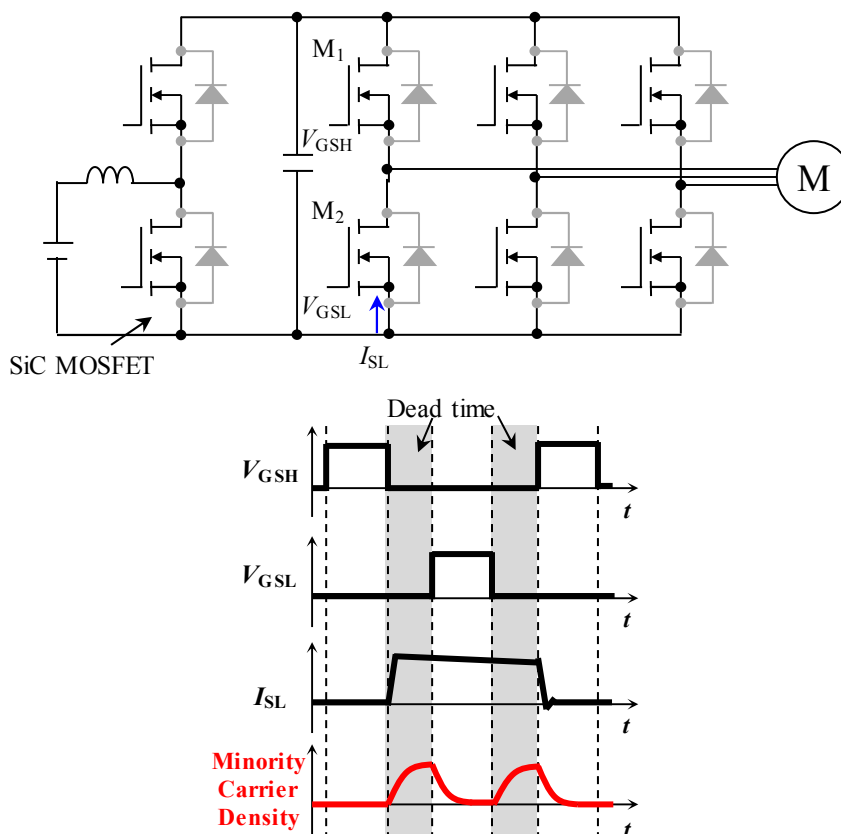 M1
VGSH
M
M2
VGSL
SiC MOSFET
ISL
Dead time
VGSH
t
VGSL
t
ISL
t
Minority
Carrier
Density
t